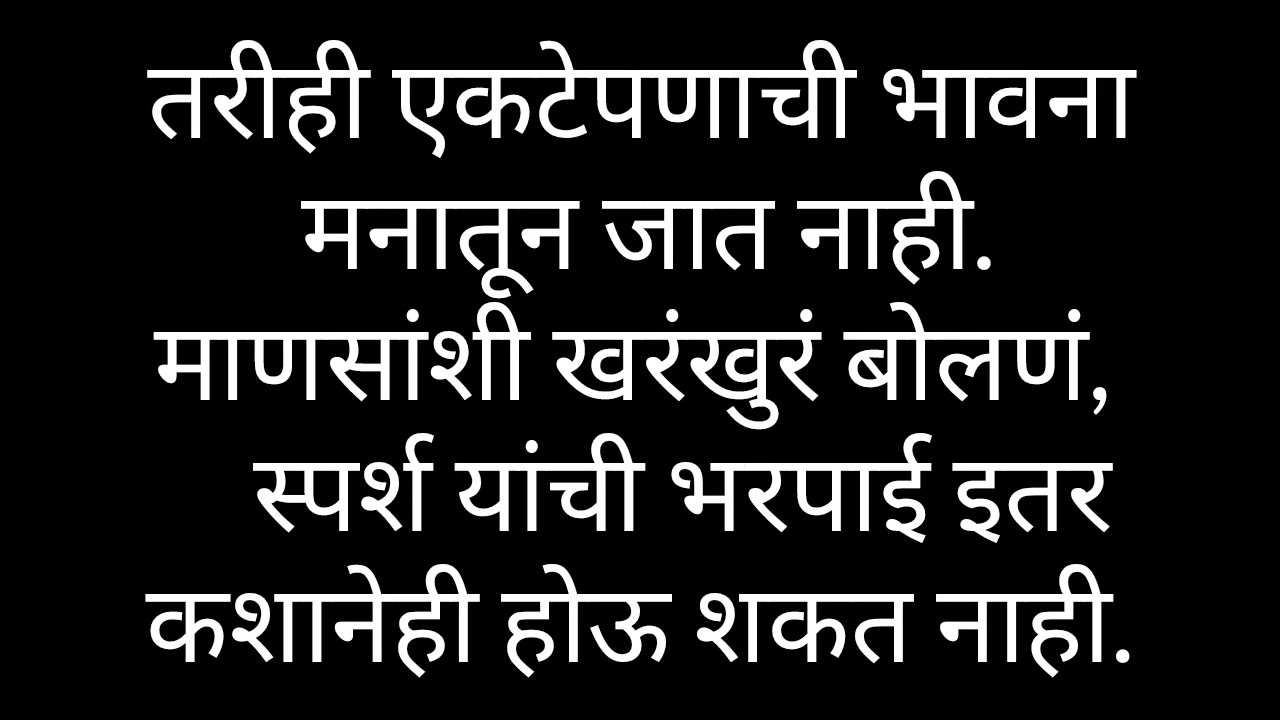 तरीही एकटेपणाची भावना
मनातून जात नाही.
माणसांशी खरंखुरं बोलणं,
स्पर्श यांची भरपाई इतर
कशानेही होऊ शकत नाही.